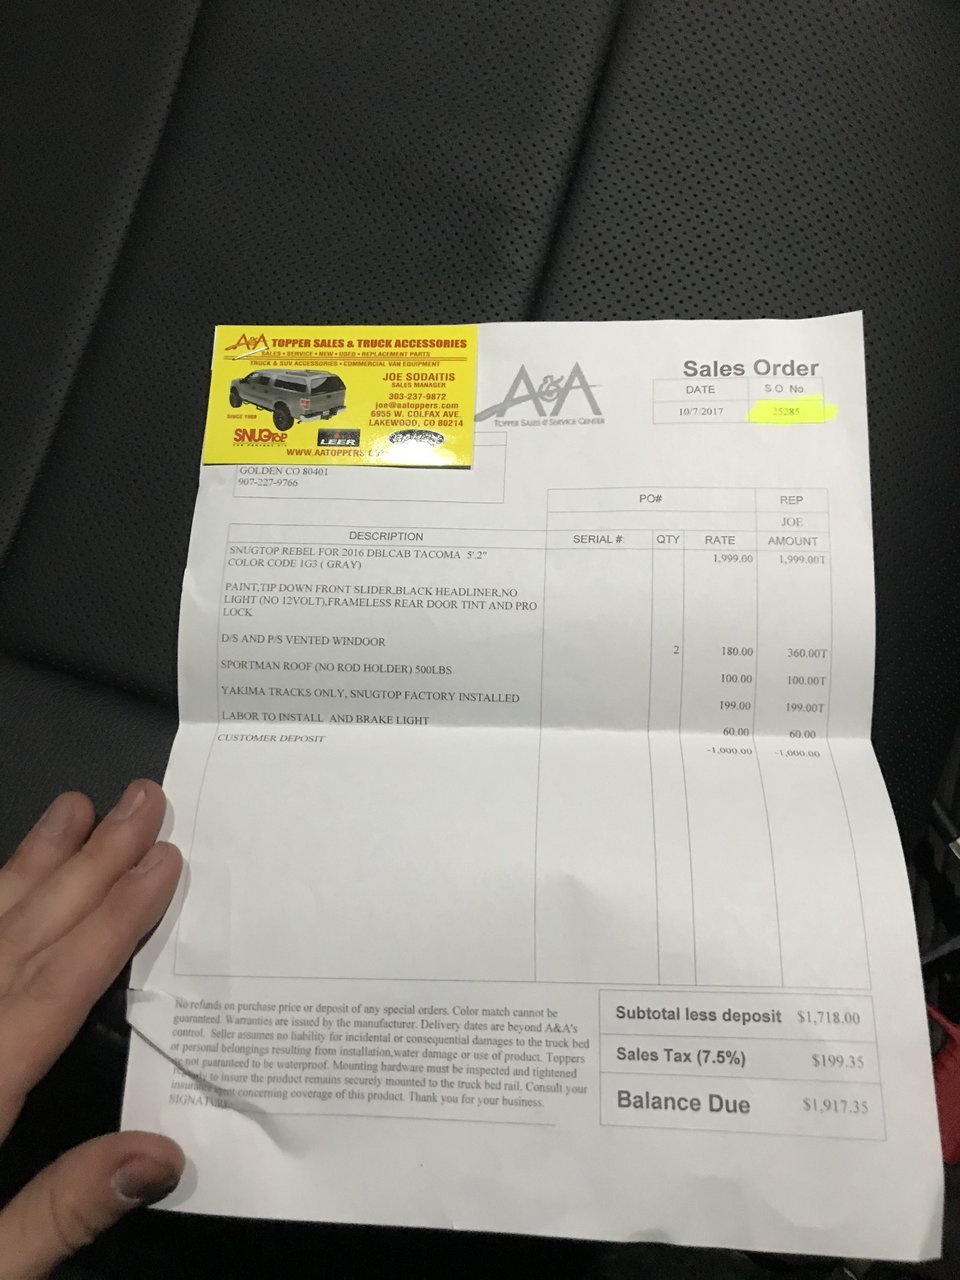 A&A TOPPER SALES & TRUCK ACCESSORIES
SALES • SERVICE • NEW • USED • REPLACEMENT PARTS
TRUCK & SUV ACCESSORIES • COMMERCIAL VAN EQUIPMENT
JOE SODAITIS
SALES MANAGER
303-237-9872
joe@aatoppers.com
6955 W. COLFAX AVE.
LAKEWOOD, CO 80214
SINCE 1969
SNUGTOP
LEER
WWW.AATOPPERS.C
A&A
TOPPER SALES & SERVICE CENTER
Sales Order
DATE S.O. No.
10/7/2017 25285
GOLDEN CO 80401
907-227-9766
PO# REP
JOE
DESCRIPTION SERIAL #: QTY RATE AMOUNT
SNUGTOP REBEL FOR 2016 DBLCAB TACOMA 5'.2" 1,999.00 1,999.00T
COLOR CODE 1G3 ( GRAY)
PAINT,TIP DOWN FRONT SLIDER,BLACK HEADLINER,NO
LIGHT (NO 12VOLT),FRAMELESS REAR DOOR TINT AND PRO
LOCK
D/S AND P/S VENTED WINDOOR 2 180.00 360.00T
SPORTMAN ROOF (NO ROD HOLDER) 500LBS 100.00 100.00T
YAKIMA TRACKS ONLY, SNUGTOP FACTORY INSTALLED 199.00 199.00T
LABOR TO INSTALL AND BRAKE LIGHT 60.00 60.00
CUSTOMER DEPOSIT -1,000.00 -1,000.00
No refunds on purchase price or deposit of any special orders. Color match cannot be
guaranteed. Warranties are issued by the manufacturer. Delivery dates are beyond A&A's
control. Seller assumes no liability for incidental or consequential damages to the truck bed
or personal belongings resulting from installation,water damage or use of product. Toppers
not guaranteed to be waterproof. Mounting hardware must be inspected and tightened
to insure the product remains securely mounted to the truck bed rail. Consult your
concerning coverage of this product. Thank you for your business.
SIGNATURE
Subtotal less deposit $1,718.00
Sales Tax (7.5%) $199.35
Balance Due $1,917.35